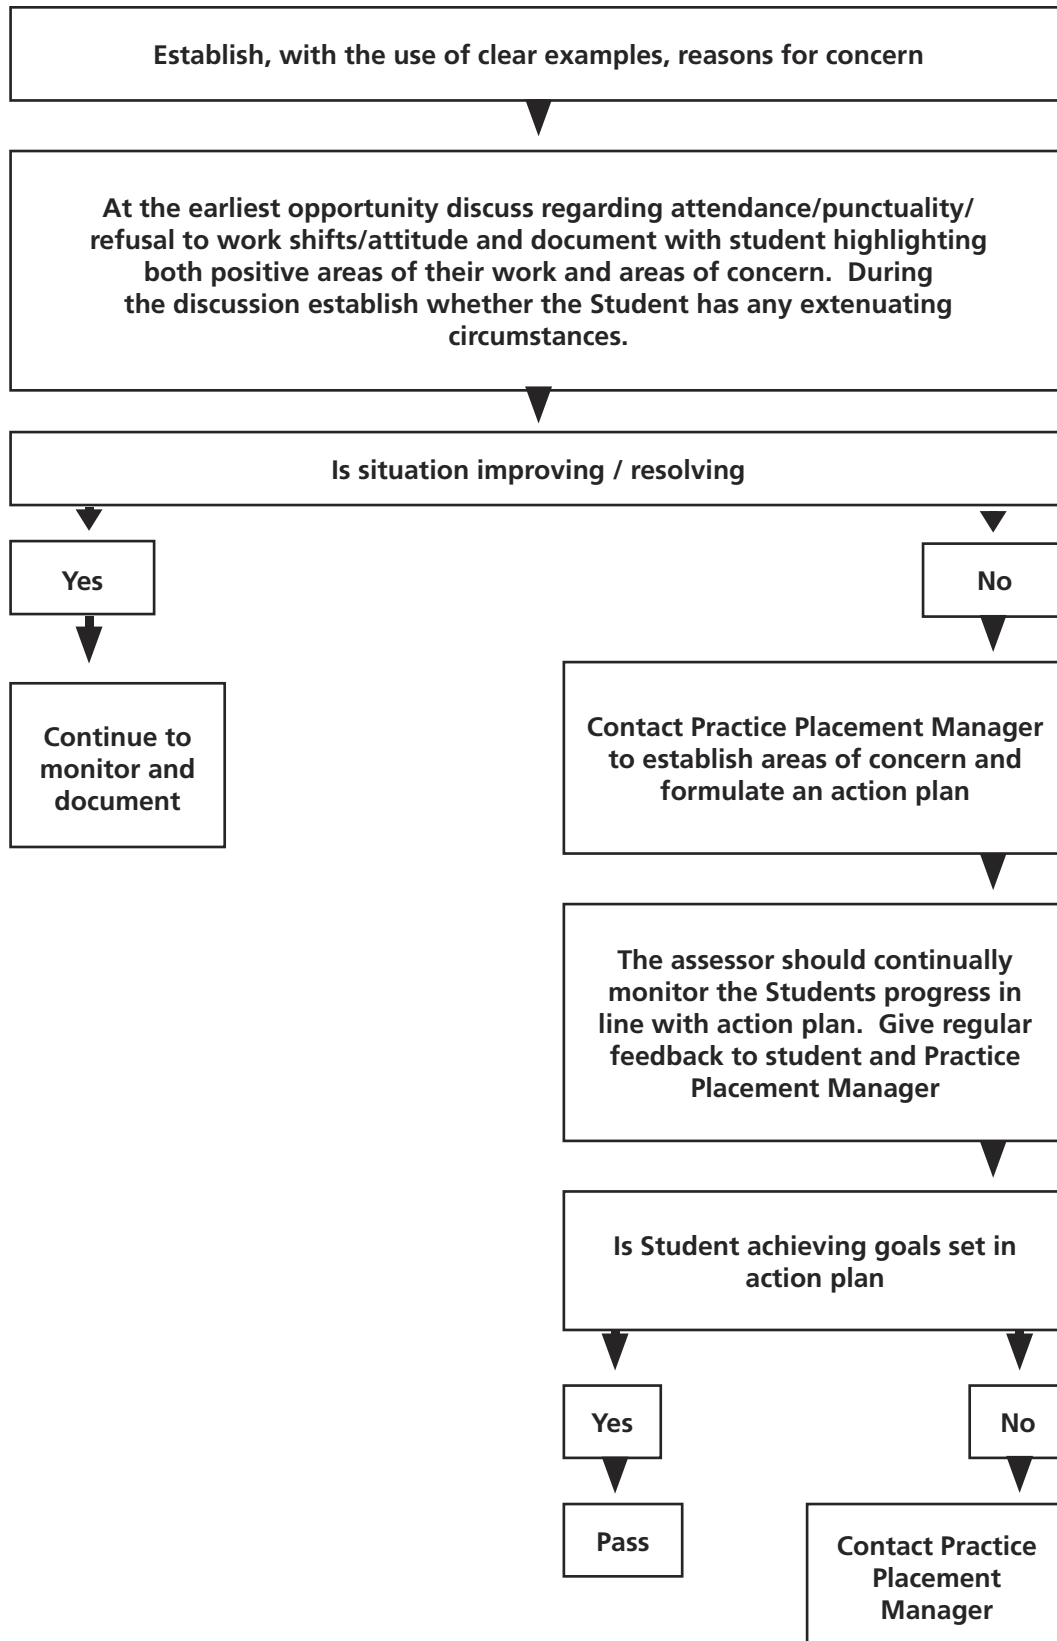 Establish, with the use of clear examples, reasons for concern
At the earliest opportunity discuss regarding attendance/punctuality/
refusal to work shifts/attitude and document with student highlighting
both positive areas of their work and areas of concern.  During
the discussion establish whether the Student has any extenuating
circumstances.
Is situation improving / resolving
Yes
No
Continue to
monitor and
document
Contact Practice Placement Manager
to establish areas of concern and
formulate an action plan
The assessor should continually
monitor the Students progress in
line with action plan.  Give regular
feedback to student and Practice
Placement Manager
Is Student achieving goals set in
action plan
Yes
No
Pass
Contact Practice
Placement
Manager